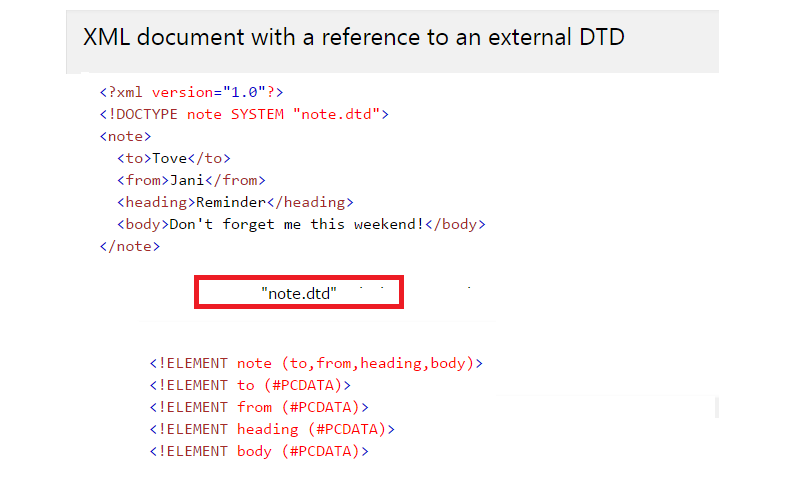 XML document with a reference to an external DTD
<?xml version="1.0"?>
<!DOCTYPE note SYSTEM "note.dtd">
<note>
<to>Tove</to>
<from>Jani</from>
<heading>Reminder</heading>
<body>Don't forget me this weekend!</body>
</note>
"note.dtd"
<!ELEMENT note (to,from,heading,body)>
<!ELEMENT to (#PCDATA)>
<!ELEMENT from (#PCDATA)>
<!ELEMENT heading (#PCDATA)>
<!ELEMENT body (#PCDATA)>